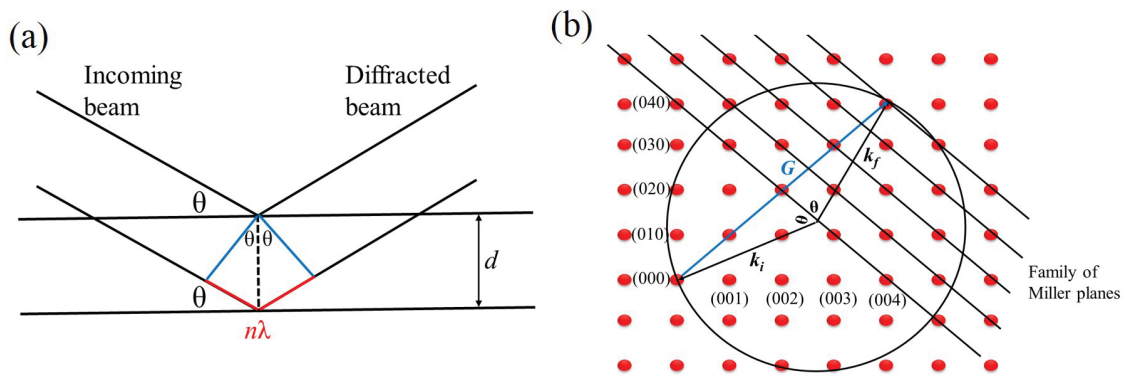 (a)
Incoming
beam
Diffracted
beam
θ
θ θ
d
θ
nλ
(b)
(040)
(030)
(020)
(010)
(000)
G
k_f
θ
θ
k_i
(001) (002) (003) (004)
Family of
Miller planes